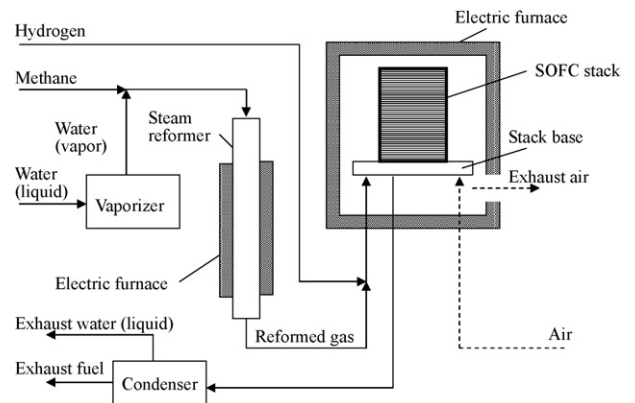 Hydrogen
Electric furnace
Methane
SOFC stack
Steam
reformer
Water
(vapor)
Stack base
Water
(liquid)
Exhaust air
Vaporizer
Electric furnace
Exhaust water (liquid)
Reformed gas
Air
Exhaust fuel
Condenser